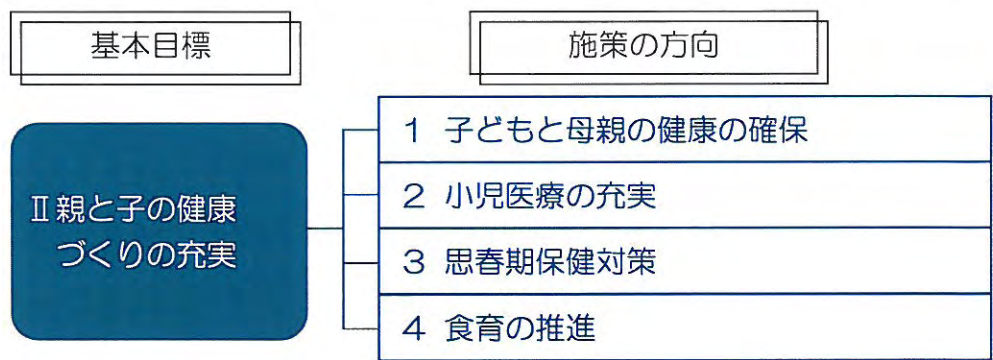 基本目標
施策の方向
Ⅱ親と子の健康
づくりの充実
1 子どもと母親の健康の確保
2 小児医療の充実
3 思春期保健対策
4 食育の推進